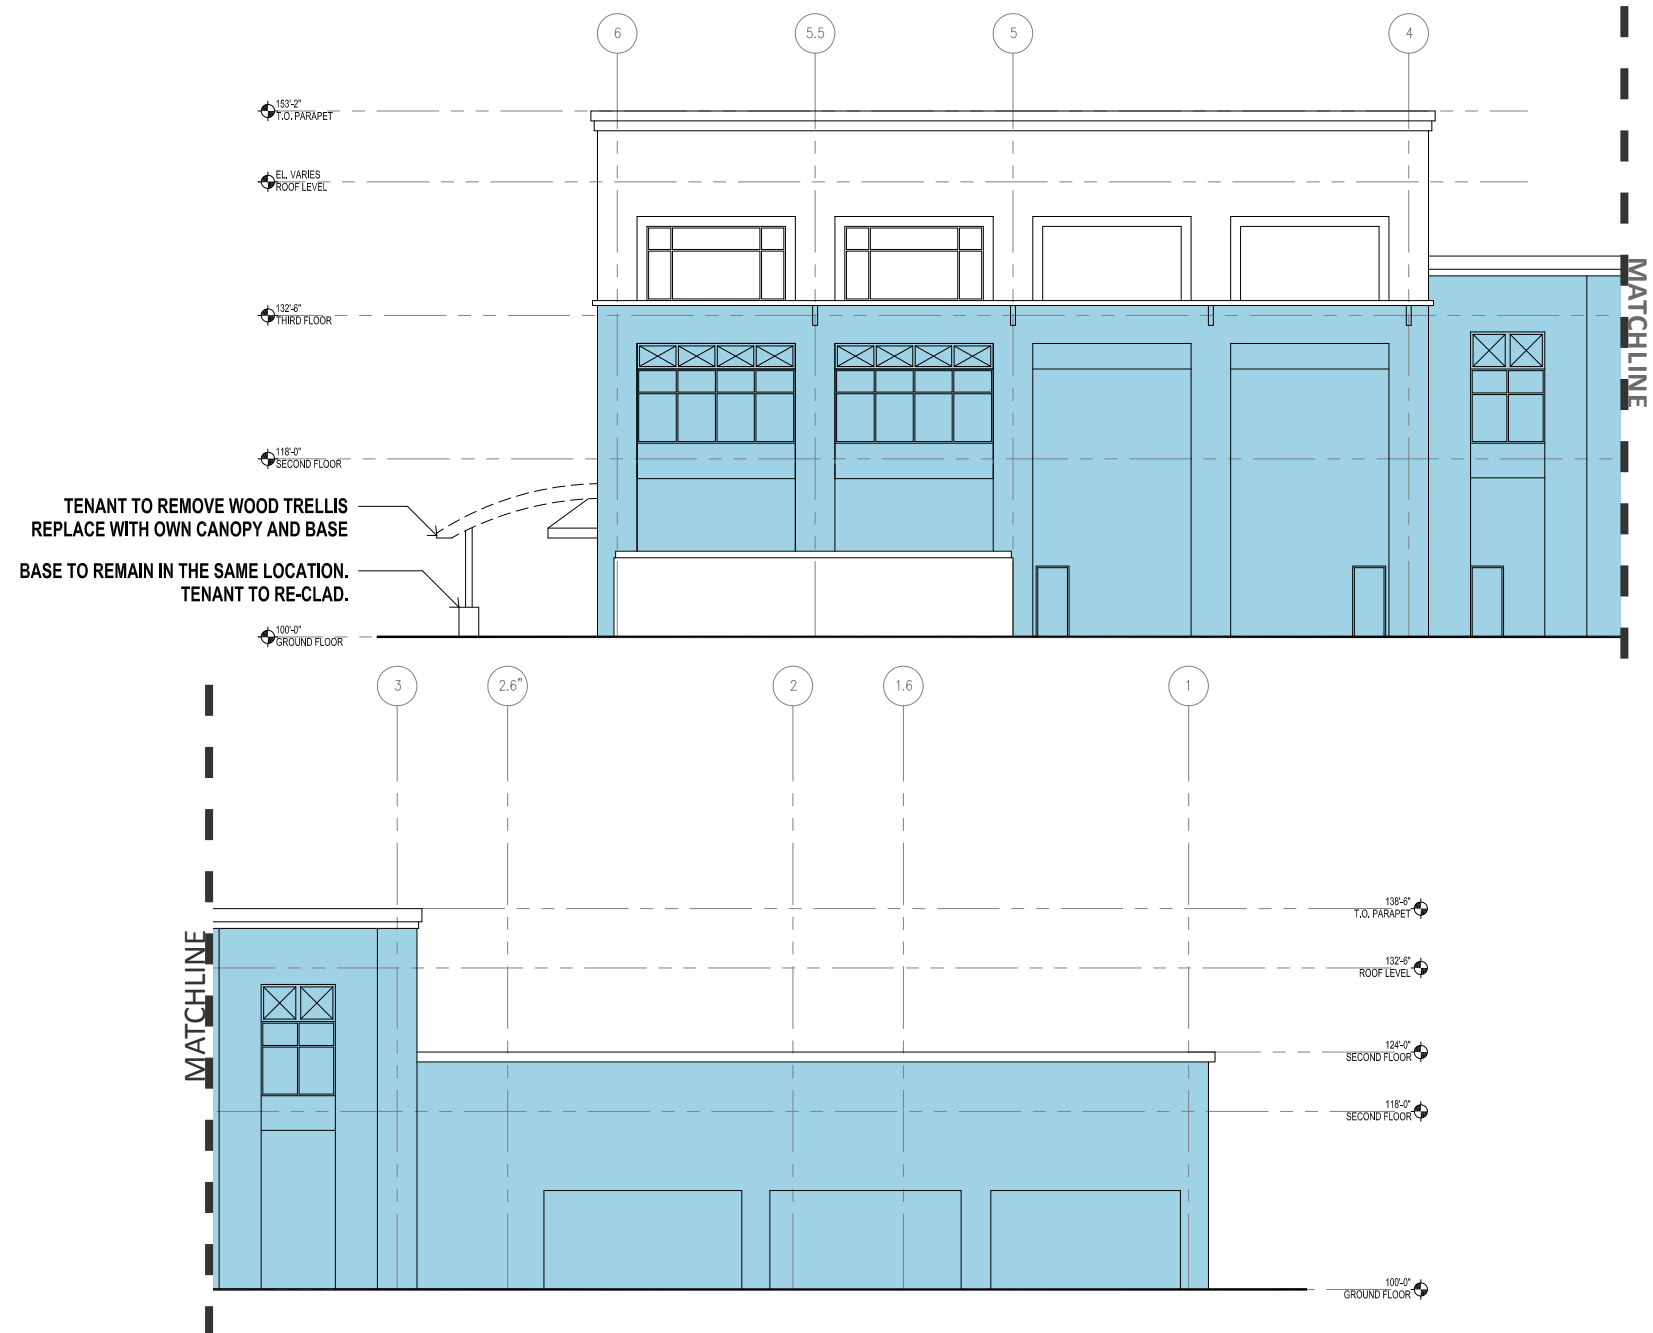 6
5.5
5
4
153'-2"
T.O. PARAPET
EL. VARIES
ROOF LEVEL
MATCHLINE
132'-6"
THIRD FLOOR
118'-0"
SECOND FLOOR
TENANT TO REMOVE WOOD TRELLIS
REPLACE WITH OWN CANOPY AND BASE
BASE TO REMAIN IN THE SAME LOCATION.
TENANT TO RE-CLAD.
100'-0"
GROUND FLOOR
3
2.6"
2
1.6
1
MATCHLINE
138'-6"
T.O. PARAPET
132'-6"
ROOF LEVEL
124'-0"
SECOND FLOOR
118'-0"
SECOND FLOOR
100'-0"
GROUND FLOOR